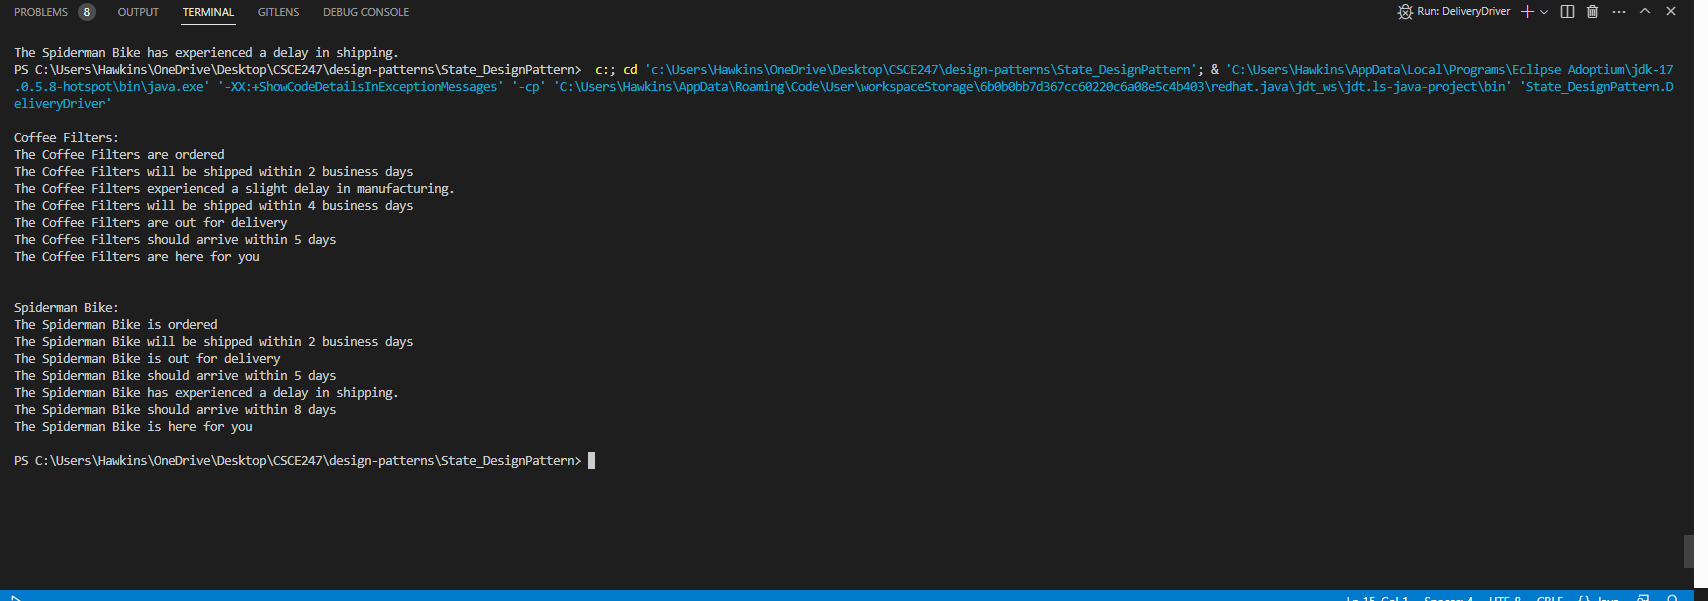 PROBLEMS 8 OUTPUT TERMINAL GITLENS DEBUG CONSOLE Run: DeliveryDriver
The Spiderman Bike has experienced a delay in shipping.
PS C:\Users\Hawkins\OneDrive\Desktop\CSCE247\design-patterns\State_DesignPattern>  c:; cd 'c:\Users\Hawkins\OneDrive\Desktop\CSCE247\design-patterns\State_DesignPattern'; & 'C:\Users\Hawkins\AppData\Local\Programs\Eclipse Adoptium\jdk-17
.0.5.8-hotspot\bin\java.exe' '-XX:+ShowCodeDetailsInExceptionMessages' '-cp' 'C:\Users\Hawkins\AppData\Roaming\Code\User\workspaceStorage\6b0b0bb7d367cc60220c6a08e5c4b403\redhat.java\jdt_ws\jdt.ls-java-project\bin' 'State_DesignPattern.D
eliveryDriver'
Coffee Filters:
The Coffee Filters are ordered
The Coffee Filters will be shipped within 2 business days
The Coffee Filters experienced a slight delay in manufacturing.
The Coffee Filters will be shipped within 4 business days
The Coffee Filters are out for delivery
The Coffee Filters should arrive within 5 days
The Coffee Filters are here for you
Spiderman Bike:
The Spiderman Bike is ordered
The Spiderman Bike will be shipped within 2 business days
The Spiderman Bike is out for delivery
The Spiderman Bike should arrive within 5 days
The Spiderman Bike has experienced a delay in shipping.
The Spiderman Bike should arrive within 8 days
The Spiderman Bike is here for you
PS C:\Users\Hawkins\OneDrive\Desktop\CSCE247\design-patterns\State_DesignPattern>
Ln 15, Col 1 Spaces: 4 UTF-8 CRLF {} Java